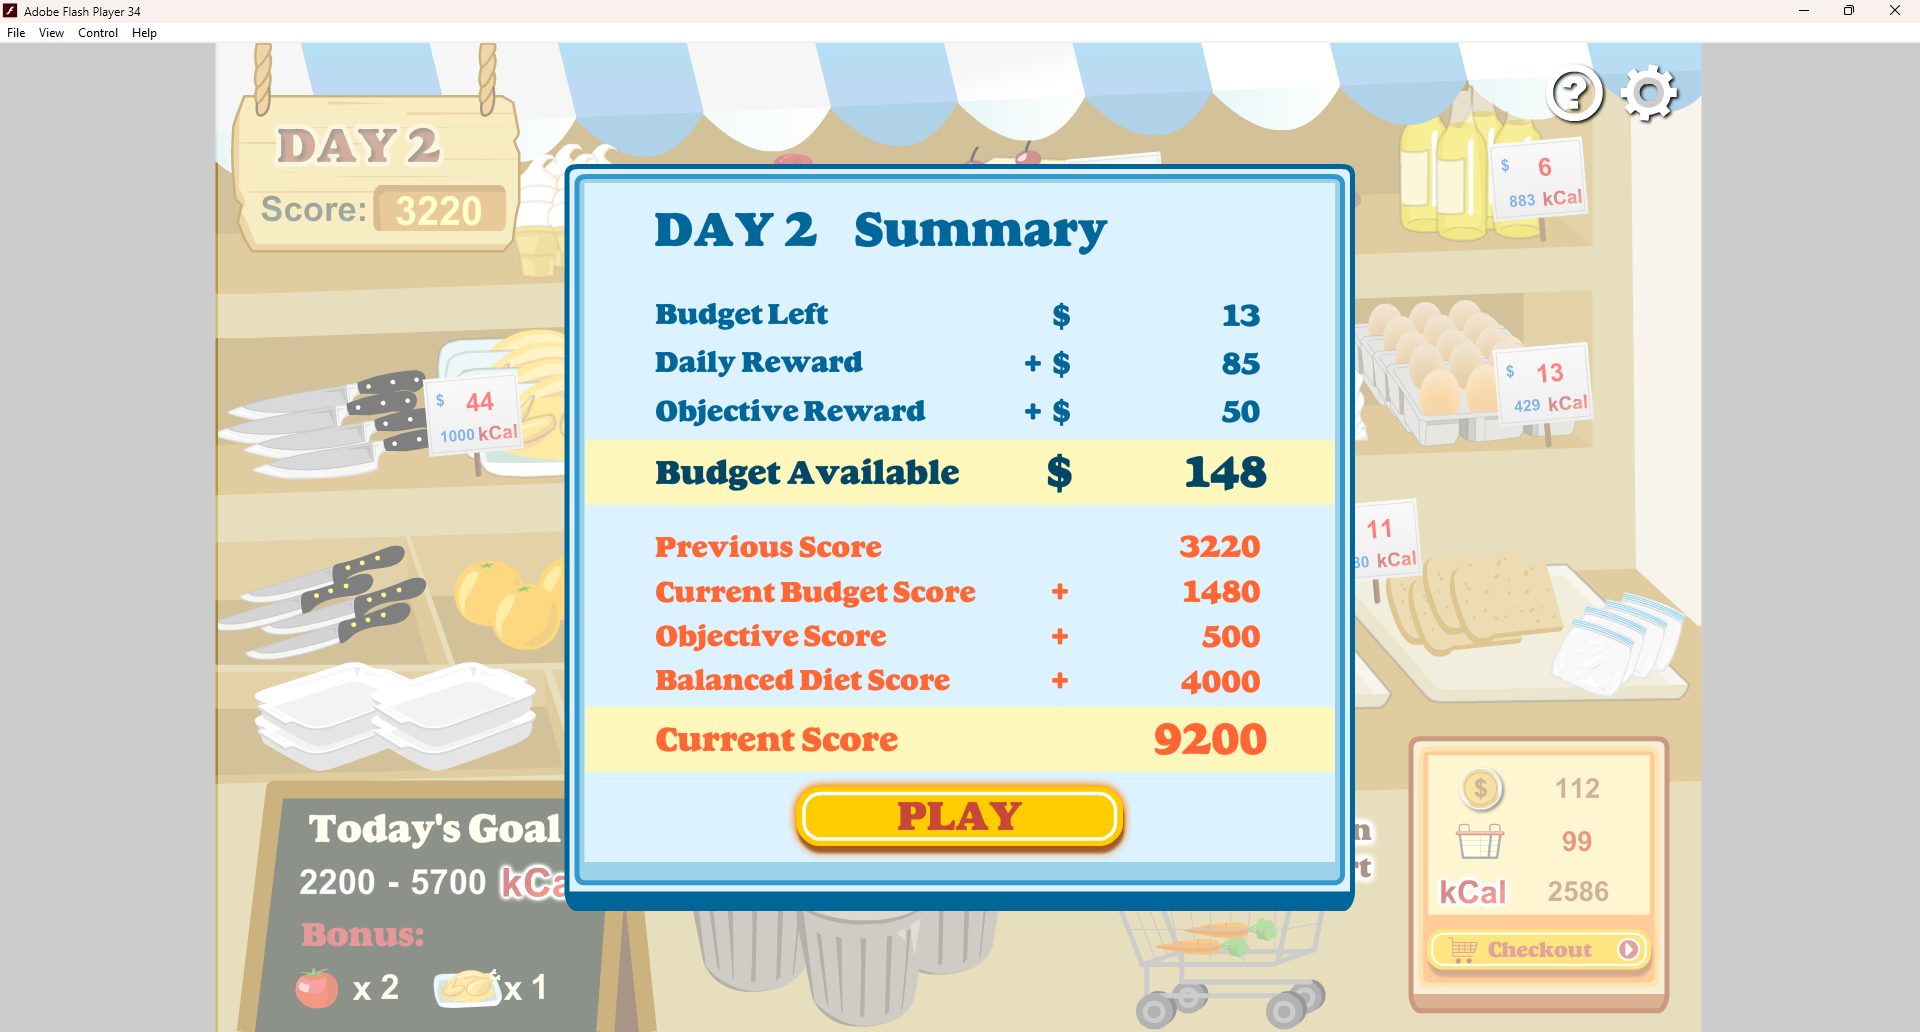 Adobe Flash Player 34
File View Control Help
DAY 2
Score: 3220
$ 6
883 kCal
$ 13
429 kCal
$ 44
1000 kCal
11
80 kCal
DAY 2 Summary
Budget Left $ 13
Daily Reward + $ 85
Objective Reward + $ 50
Budget Available $ 148
Previous Score 3220
Current Budget Score + 1480
Objective Score + 500
Balanced Diet Score + 4000
Current Score 9200
PLAY
Today's Goal
2200 - 5700 kCa
Bonus:
x 2 x 1
n
rt
$ 112
99
kCal 2586
Checkout